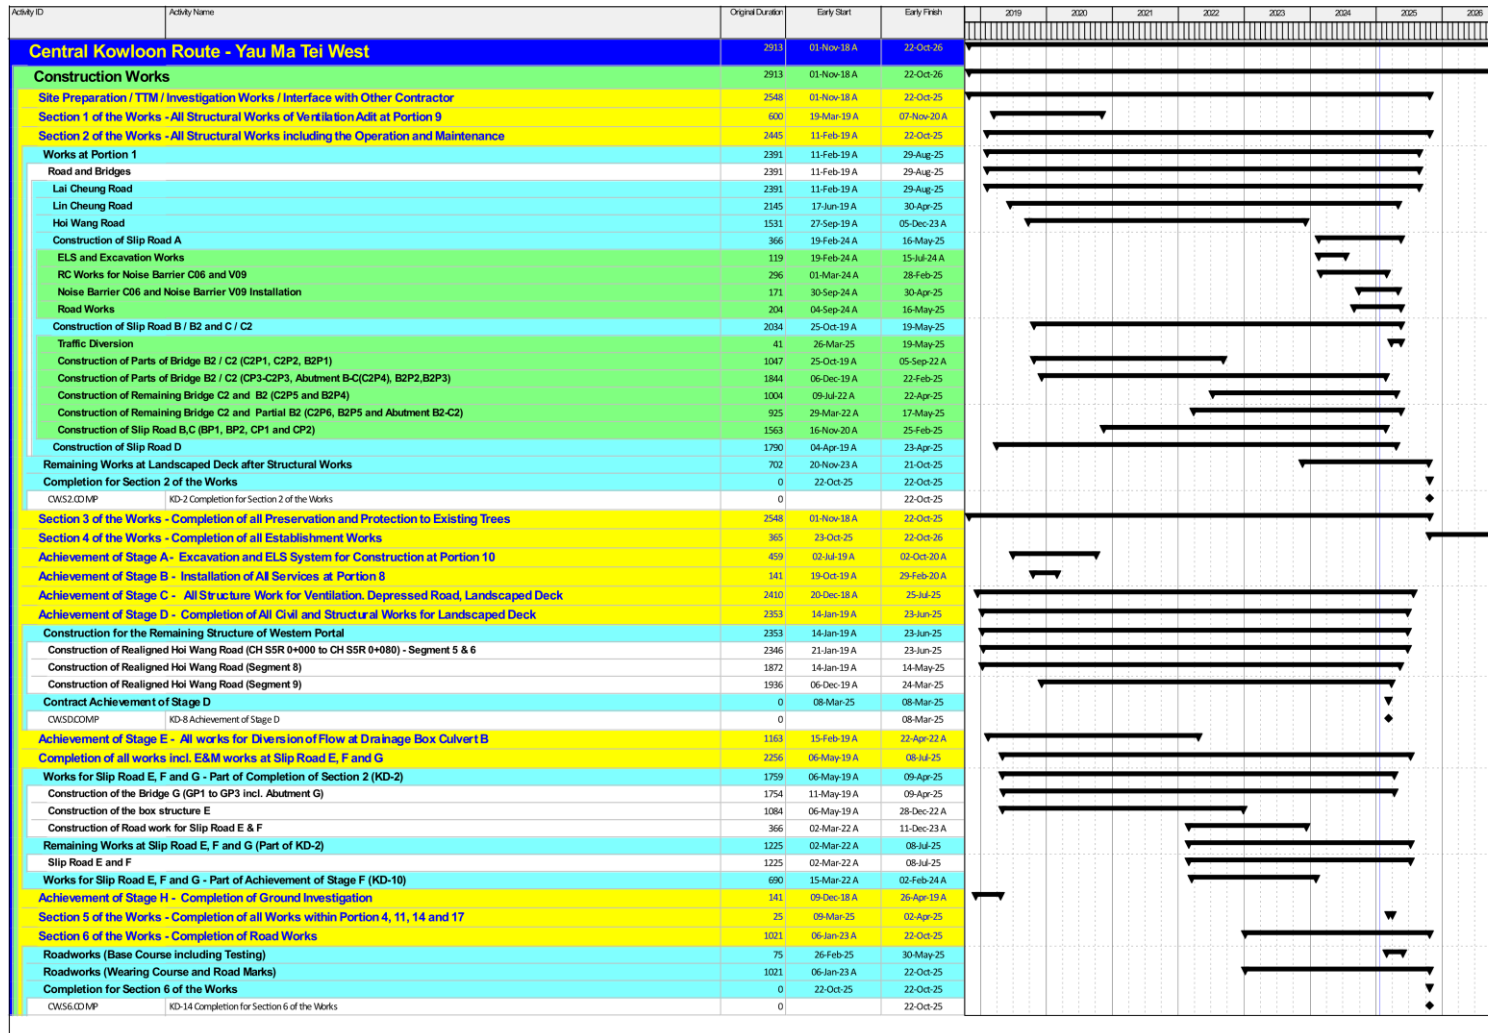 Activity ID Activity Name Original Duration Early Start Early Finish 2019 2020 2021 2022 2023 2024 2025 2026
Central Kowloon Route - Yau Ma Tei West 2913 01-Nov-18 A 22-Oct-26
Construction Works 2913 01-Nov-18 A 22-Oct-26
Site Preparation / TTM / Investigation Works / Interface with Other Contractor 2548 01-Nov-18 A 22-Oct-25
Section 1 of the Works - All Structural Works of Ventilation Adit at Portion 9 600 19-Mar-19 A 07-Nov-20 A
Section 2 of the Works - All Structural Works including the Operation and Maintenance 2445 11-Feb-19 A 22-Oct-25
Works at Portion 1 2391 11-Feb-19 A 29-Aug-25
Road and Bridges 2391 11-Feb-19 A 29-Aug-25
Lai Cheung Road 2391 11-Feb-19 A 29-Aug-25
Lin Cheung Road 2145 17-Jun-19 A 30-Apr-25
Hoi Wang Road 1531 27-Sep-19 A 05-Dec-23 A
Construction of Slip Road A 366 19-Feb-24 A 16-May-25
ELS and Excavation Works 119 19-Feb-24 A 15-Jul-24 A
RC Works for Noise Barrier C06 and V09 296 01-Mar-24 A 28-Feb-25
Noise Barrier C06 and Noise Barrier V09 Installation 171 30-Sep-24 A 30-Apr-25
Road Works 204 04-Sep-24 A 16-May-25
Construction of Slip Road B / B2 and C / C2 2034 25-Oct-19 A 19-May-25
Traffic Diversion 41 26-Mar-25 19-May-25
Construction of Parts of Bridge B2 / C2 (C2P1, C2P2, B2P1) 1047 25-Oct-19 A 05-Sep-22 A
Construction of Parts of Bridge B2 / C2 (CP3-C2P3, Abutment B-C(C2P4), B2P2,B2P3) 1844 06-Dec-19 A 22-Feb-25
Construction of Remaining Bridge C2 and B2 (C2P5 and B2P4) 1004 09-Jul-22 A 22-Apr-25
Construction of Remaining Bridge C2 and Partial B2 (C2P6, B2P5 and Abutment B2-C2) 925 29-Mar-22 A 17-May-25
Construction of Slip Road B,C (BP1, BP2, CP1 and CP2) 1563 16-Nov-20 A 25-Feb-25
Construction of Slip Road D 1790 04-Apr-19 A 23-Apr-25
Remaining Works at Landscaped Deck after Structural Works 702 20-Nov-23 A 21-Oct-25
Completion for Section 2 of the Works 0 22-Oct-25 22-Oct-25
CW.S2.COMP KD-2 Completion for Section 2 of the Works 0 22-Oct-25
Section 3 of the Works - Completion of all Preservation and Protection to Existing Trees 2548 01-Nov-18 A 22-Oct-25
Section 4 of the Works - Completion of all Establishment Works 365 23-Oct-25 22-Oct-26
Achievement of Stage A - Excavation and ELS System for Construction at Portion 10 459 02-Jul-19 A 02-Oct-20 A
Achievement of Stage B - Installation of All Services at Portion 8 141 19-Oct-19 A 29-Feb-20 A
Achievement of Stage C - All Structure Work for Ventilation. Depressed Road, Landscaped Deck 2410 20-Dec-18 A 25-Jul-25
Achievement of Stage D - Completion of All Civil and Structural Works for Landscaped Deck 2353 14-Jan-19 A 23-Jun-25
Construction for the Remaining Structure of Western Portal 2353 14-Jan-19 A 23-Jun-25
Construction of Realigned Hoi Wang Road (CH S5R 0+000 to CH S5R 0+080) - Segment 5 & 6 2346 21-Jan-19 A 23-Jun-25
Construction of Realigned Hoi Wang Road (Segment 8) 1872 14-Jan-19 A 14-May-25
Construction of Realigned Hoi Wang Road (Segment 9) 1936 06-Dec-19 A 24-Mar-25
Contract Achievement of Stage D 0 08-Mar-25 08-Mar-25
CW.SD.COMP KD-8 Achievement of Stage D 0 08-Mar-25
Achievement of Stage E - All works for Diversion of Flow at Drainage Box Culvert B 1163 15-Feb-19 A 22-Apr-22 A
Completion of all works incl. E&M works at Slip Road E, F and G 2256 06-May-19 A 08-Jul-25
Works for Slip Road E, F and G - Part of Completion of Section 2 (KD-2) 1759 06-May-19 A 09-Apr-25
Construction of the Bridge G (GP1 to GP3 incl. Abutment G) 1754 11-May-19 A 09-Apr-25
Construction of the box structure E 1084 06-May-19 A 28-Dec-22 A
Construction of Road work for Slip Road E & F 366 02-Mar-22 A 11-Dec-23 A
Remaining Works at Slip Road E, F and G (Part of KD-2) 1225 02-Mar-22 A 08-Jul-25
Slip Road E and F 1225 02-Mar-22 A 08-Jul-25
Works for Slip Road E, F and G - Part of Achievement of Stage F (KD-10) 690 15-Mar-22 A 02-Feb-24 A
Achievement of Stage H - Completion of Ground Investigation 141 09-Dec-18 A 26-Apr-19 A
Section 5 of the Works - Completion of all Works within Portion 4, 11, 14 and 17 25 09-Mar-25 02-Apr-25
Section 6 of the Works - Completion of Road Works 1021 06-Jan-23 A 22-Oct-25
Roadworks (Base Course including Testing) 75 26-Feb-25 30-May-25
Roadworks (Wearing Course and Road Marks) 1021 06-Jan-23 A 22-Oct-25
Completion for Section 6 of the Works 0 22-Oct-25 22-Oct-25
CW.S6.COMP KD-14 Completion for Section 6 of the Works 0 22-Oct-25